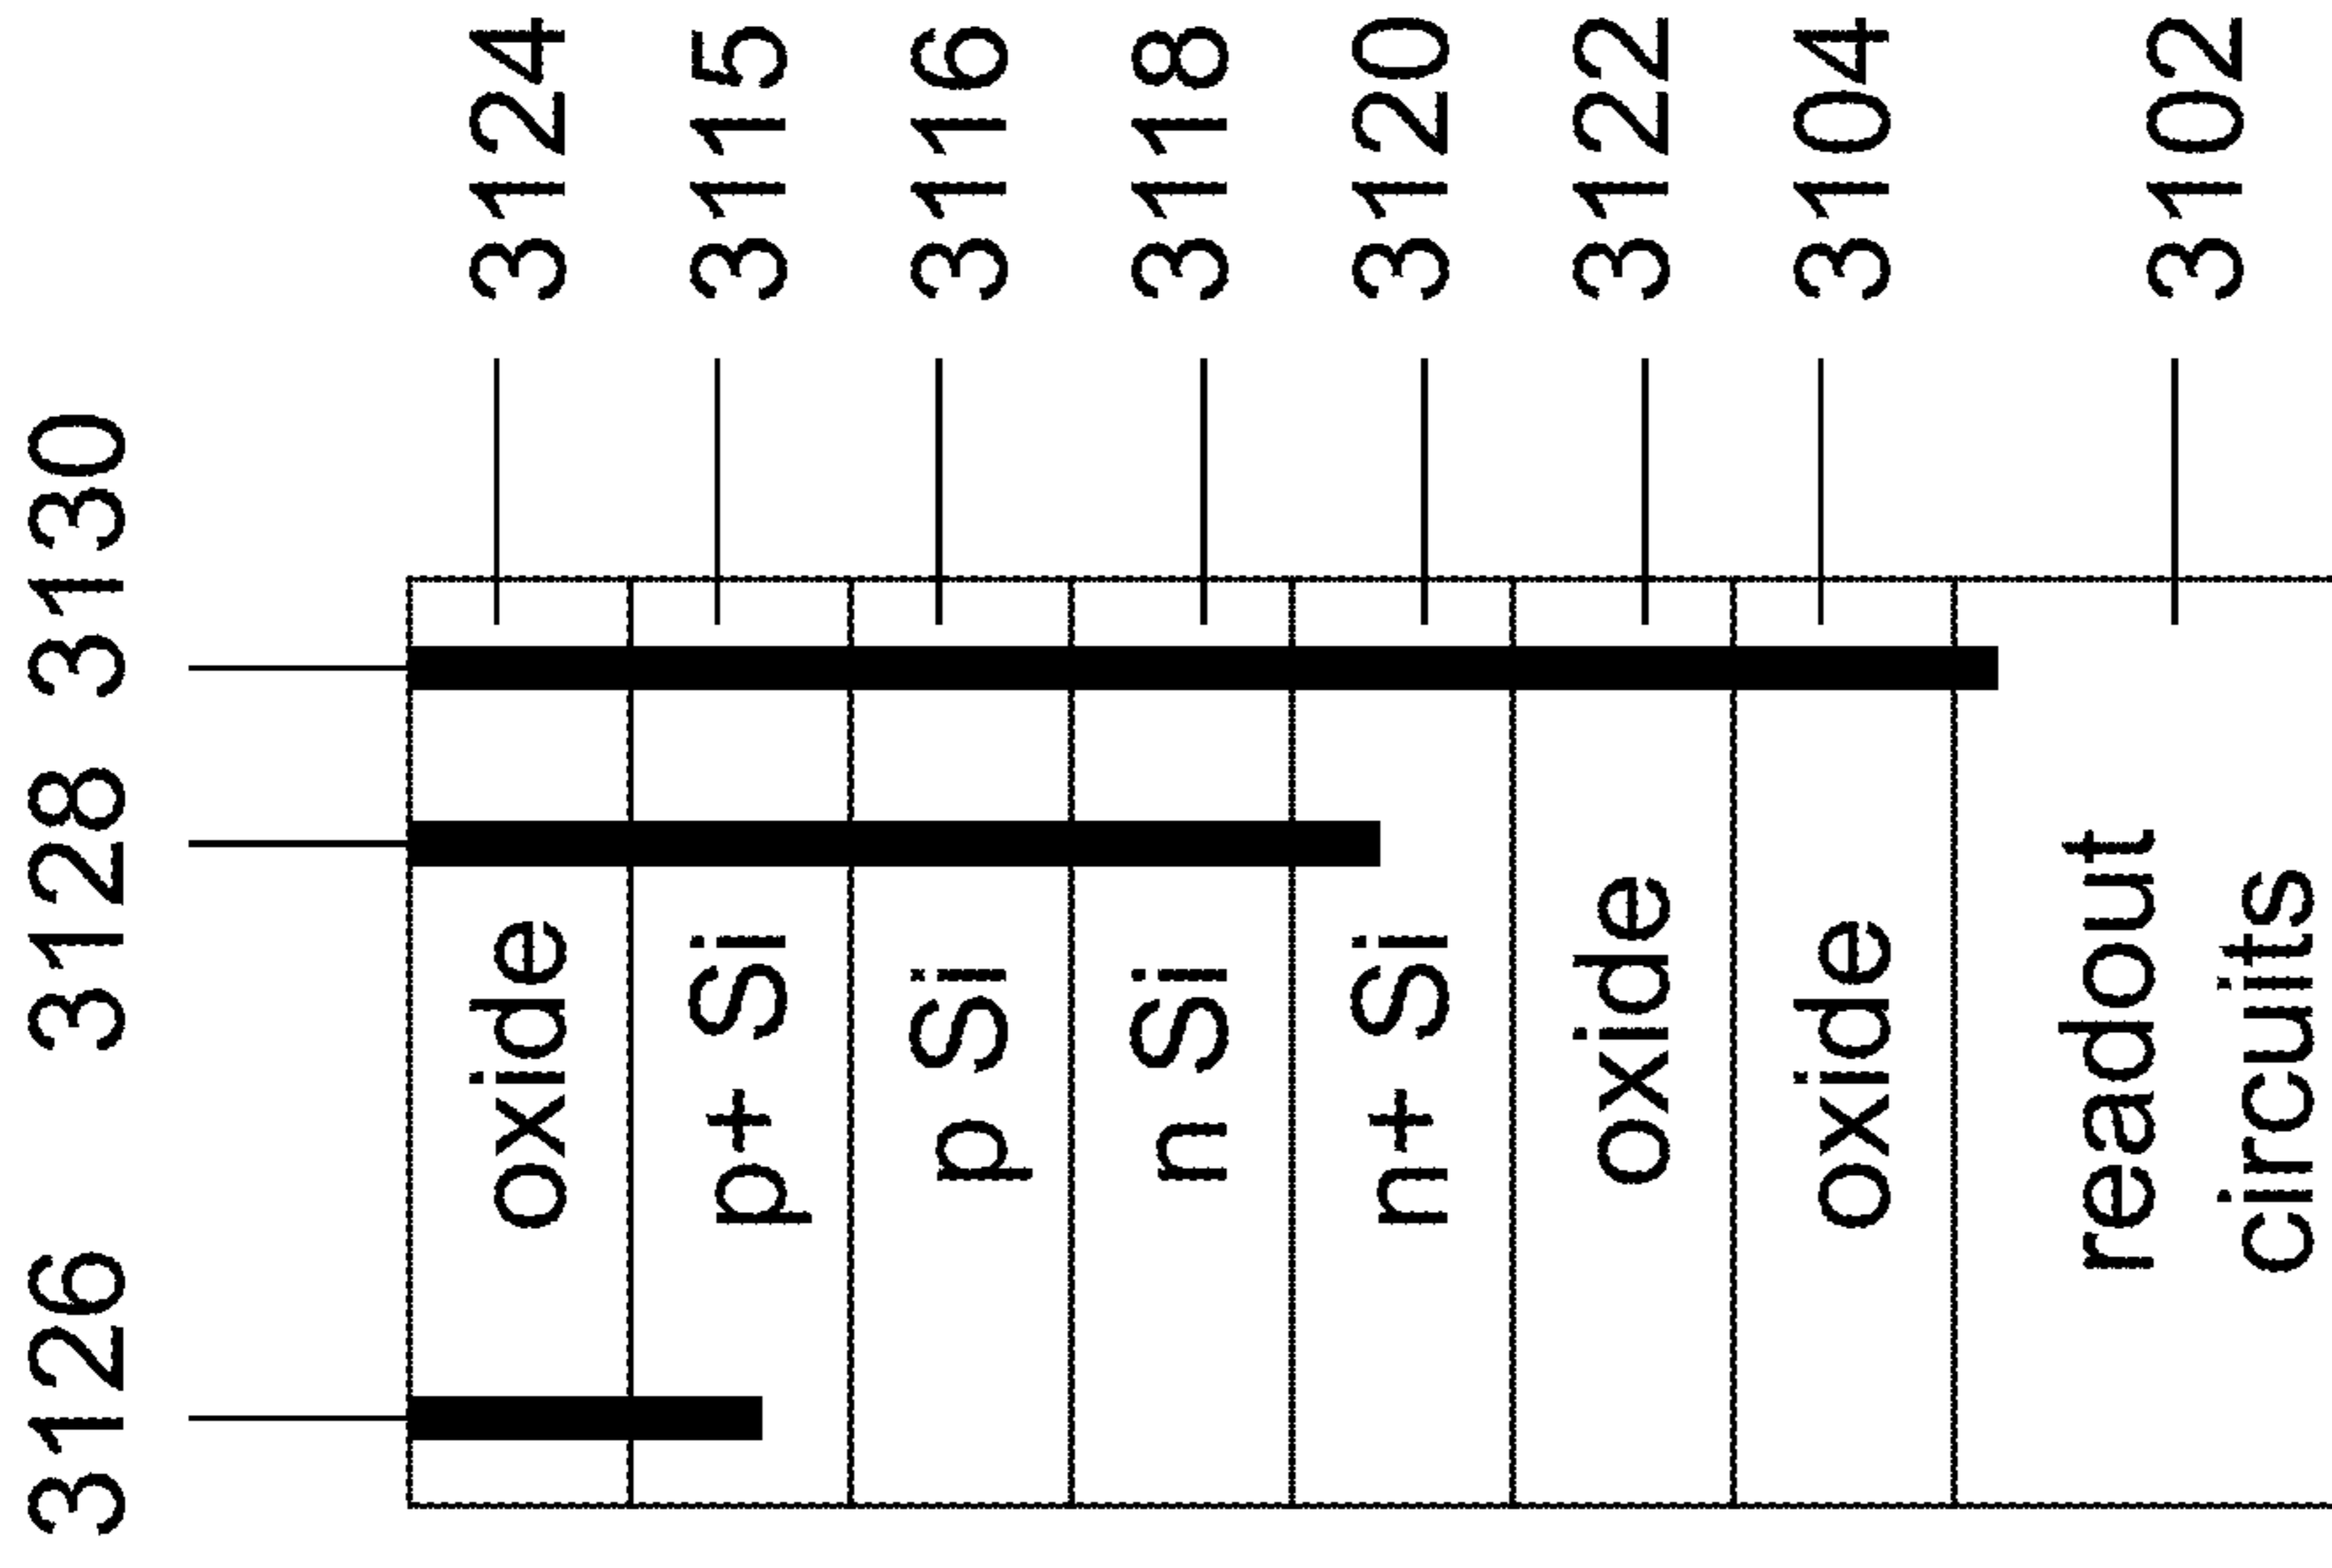 3126 3128 3130
oxide 3124
p+ Si 3115
p Si 3116
n Si 3118
n+ Si 3120
oxide 3122
oxide 3104
readout 3102
circuits